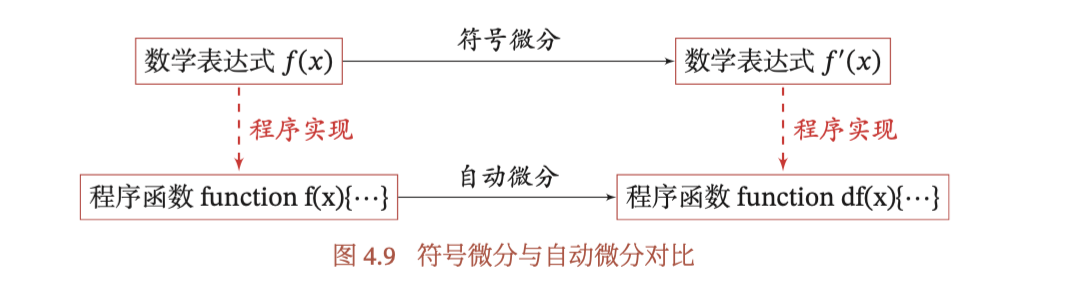 符号微分
数学表达式 f(x)
数学表达式 f′(x)
程序实现
程序实现
自动微分
程序函数 function f(x){⋯}
程序函数 function df(x){⋯}
图 4.9 符号微分与自动微分对比